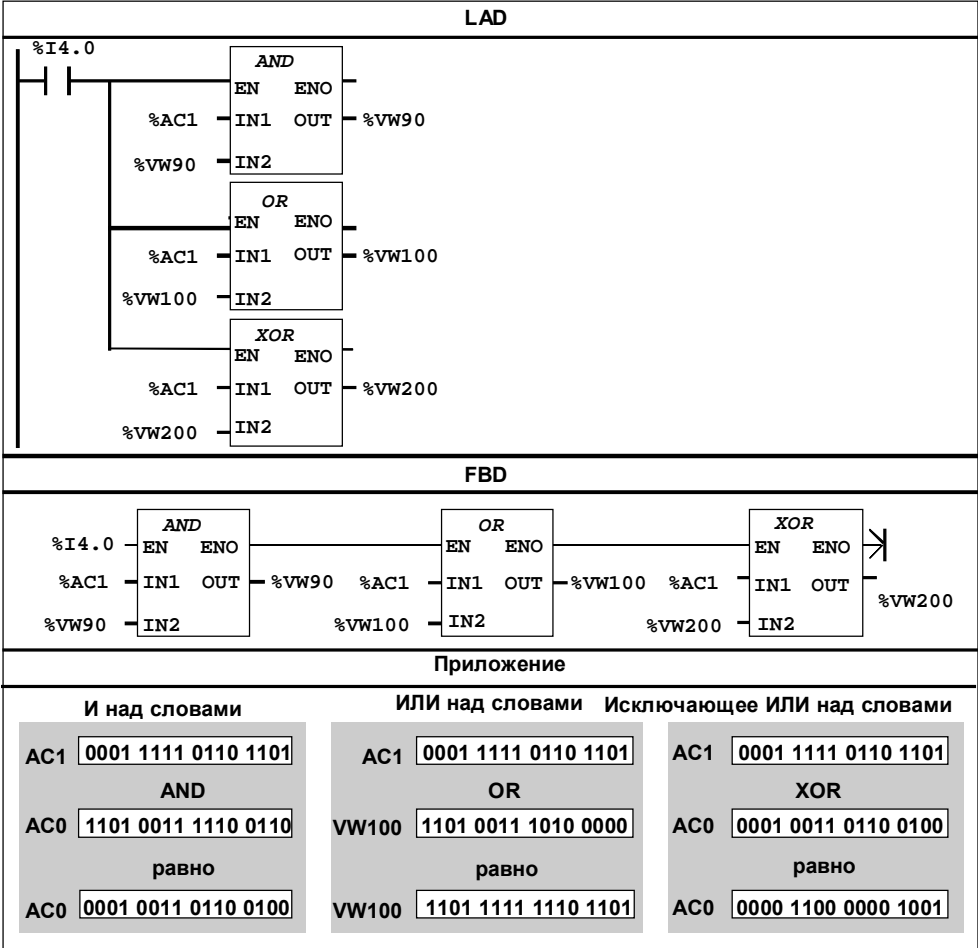 LAD
%I4.0
AND
EN ENO
%AC1 IN1 OUT %VW90
%VW90 IN2
OR
EN ENO
%AC1 IN1 OUT %VW100
%VW100 IN2
XOR
EN ENO
%AC1 IN1 OUT %VW200
%VW200 IN2
FBD
AND OR XOR
%I4.0 EN ENO EN ENO EN ENO
%AC1 IN1 OUT %VW90 %AC1 IN1 OUT %VW100 %AC1 IN1 OUT %VW200
%VW90 IN2 %VW100 IN2 %VW200 IN2
Приложение
И над словами
AC1 0001 1111 0110 1101
AND
AC0 1101 0011 1110 0110
равно
AC0 0001 0011 0110 0100
ИЛИ над словами
AC1 0001 1111 0110 1101
OR
VW100 1101 0011 1010 0000
равно
VW100 1101 1111 1110 1101
Исключающее ИЛИ над словами
AC1 0001 1111 0110 1101
XOR
AC0 0001 0011 0110 0100
равно
AC0 0000 1100 0000 1001